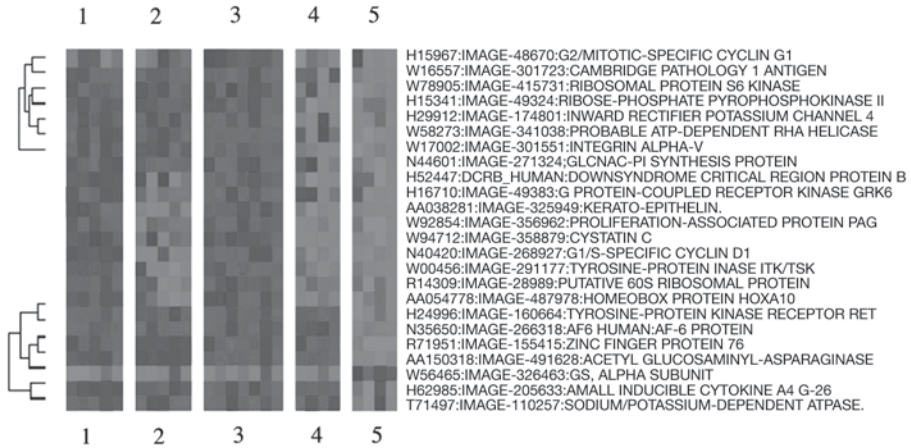 1 2 3 4 5
H15967:IMAGE-48670:G2/MITOTIC-SPECIFIC CYCLIN G1
W16557:IMAGE-301723:CAMBRIDGE PATHOLOGY 1 ANTIGEN
W78905:IMAGE-415731:RIBOSOMAL PROTEIN S6 KINASE
H15341:IMAGE-49324:RIBOSE-PHOSPHATE PYROPHOSPHOKINASE II
H29912:IMAGE-174801:INWARD RECTIFIER POTASSIUM CHANNEL 4
W58273:IMAGE-341038:PROBABLE ATP-DEPENDENT RHA HELICASE
W17002:IMAGE-301551:INTEGRIN ALPHA-V
N44601:IMAGE-271324;GLCNAC-PI SYNTHESIS PROTEIN
H52447:DCRB_HUMAN:DOWNSYNDROME CRITICAL REGION PROTEIN B
H16710:IMAGE-49383:G PROTEIN-COUPLED RECEPTOR KINASE GRK6
AA038281:IMAGE-325949:KERATO-EPITHELIN.
W92854:IMAGE-356962:PROLIFERATION-ASSOCIATED PROTEIN PAG
W94712:IMAGE-358879:CYSTATIN C
N40420:IMAGE-268927:G1/S-SPECIFIC CYCLIN D1
W00456:IMAGE-291177:TYROSINE-PROTEIN INASE ITK/TSK
R14309:IMAGE-28989:PUTATIVE 60S RIBOSOMAL PROTEIN
AA054778:IMAGE-487978:HOMEOBOX PROTEIN HOXA10
H24996:IMAGE-160664:TYROSINE-PROTEIN KINASE RECEPTOR RET
N35650:IMAGE-266318:AF6 HUMAN:AF-6 PROTEIN
R71951:IMAGE-155415:ZINC FINGER PROTEIN 76
AA150318:IMAGE-491628:ACETYL GLUCOSAMINYL-ASPARAGINASE
W56465:IMAGE-326463:GS, ALPHA SUBUNIT
H62985:IMAGE-205633:AMALL INDUCIBLE CYTOKINE A4 G-26
T71497:IMAGE-110257:SODIUM/POTASSIUM-DEPENDENT ATPASE.
1 2 3 4 5